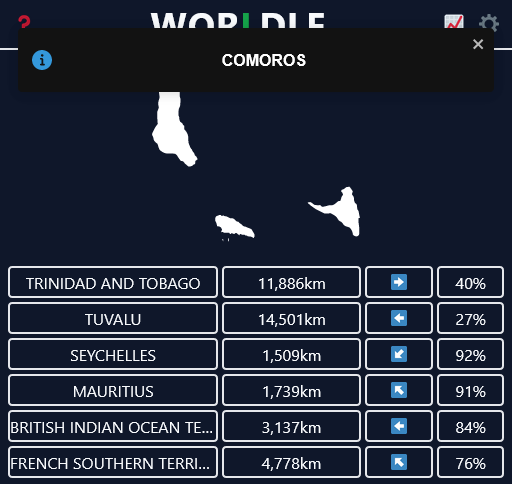 WORLDLE
COMOROS
TRINIDAD AND TOBAGO 11,886km 40%
TUVALU 14,501km 27%
SEYCHELLES 1,509km 92%
MAURITIUS 1,739km 91%
BRITISH INDIAN OCEAN TE... 3,137km 84%
FRENCH SOUTHERN TERRI... 4,778km 76%